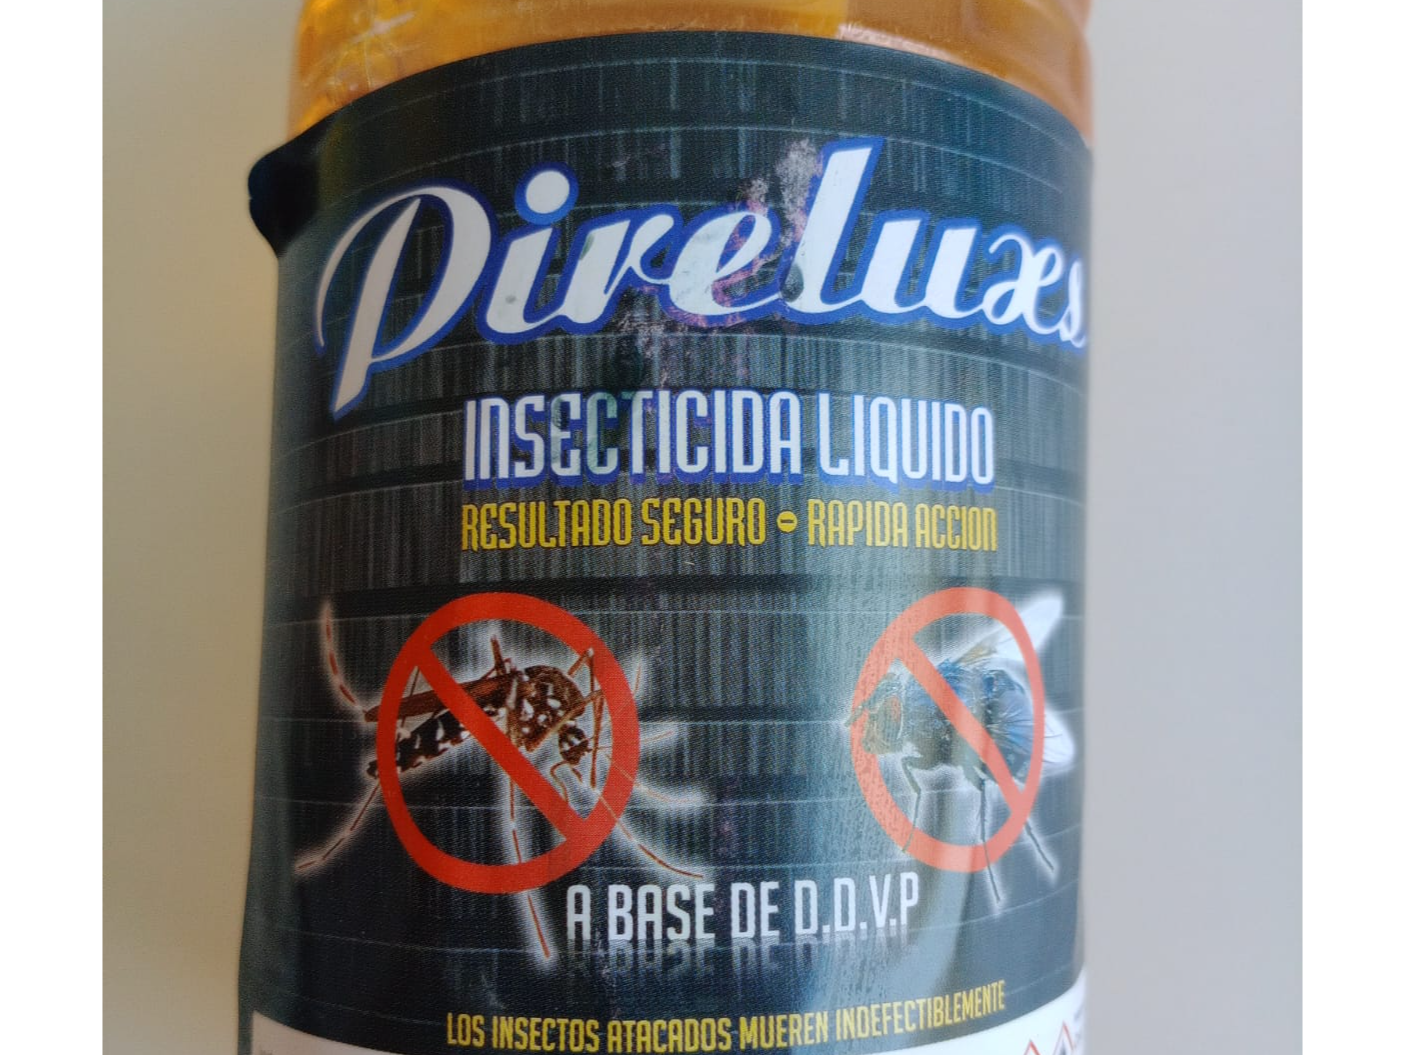 Pireluxs
INSECTICIDA LIQUIDO
RESULTADO SEGURO • RAPIDA ACCION
A BASE DE D.D.V.P
LOS INSECTOS ATACADOS MUEREN INDEFECTIBLEMENTE